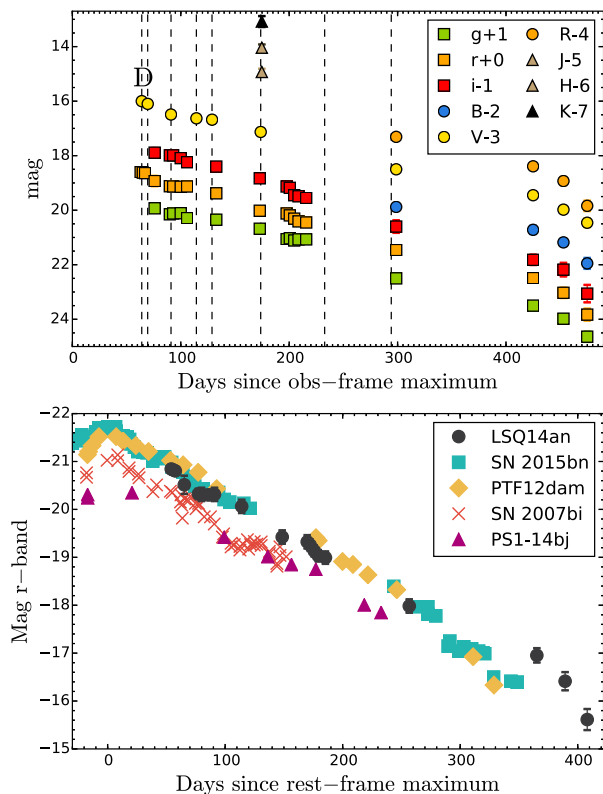 13
14
16
18
20
22
24
mag
D
g+1
r+0
i-1
B-2
V-3
R-4
J-5
H-6
K-7
0
100
200
300
400
Days since obs−frame maximum
−22
−21
−20
−19
−18
−17
−16
−15
Mag r−band
LSQ14an
SN 2015bn
PTF12dam
SN 2007bi
PS1-14bj
0
100
200
300
400
Days since rest−frame maximum